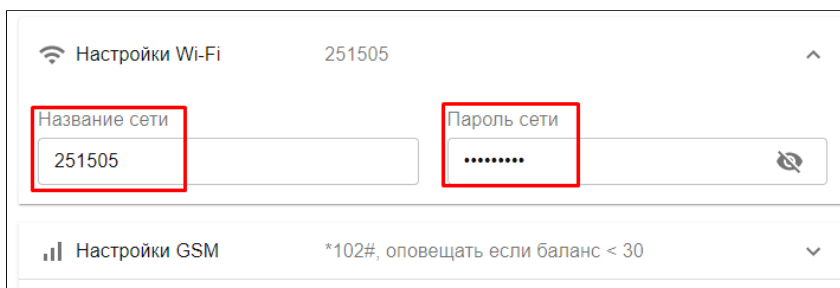 Настройки Wi-Fi 251505
Название сети Пароль сети
251505 •••••••••
Настройки GSM *102#, оповещать если баланс < 30